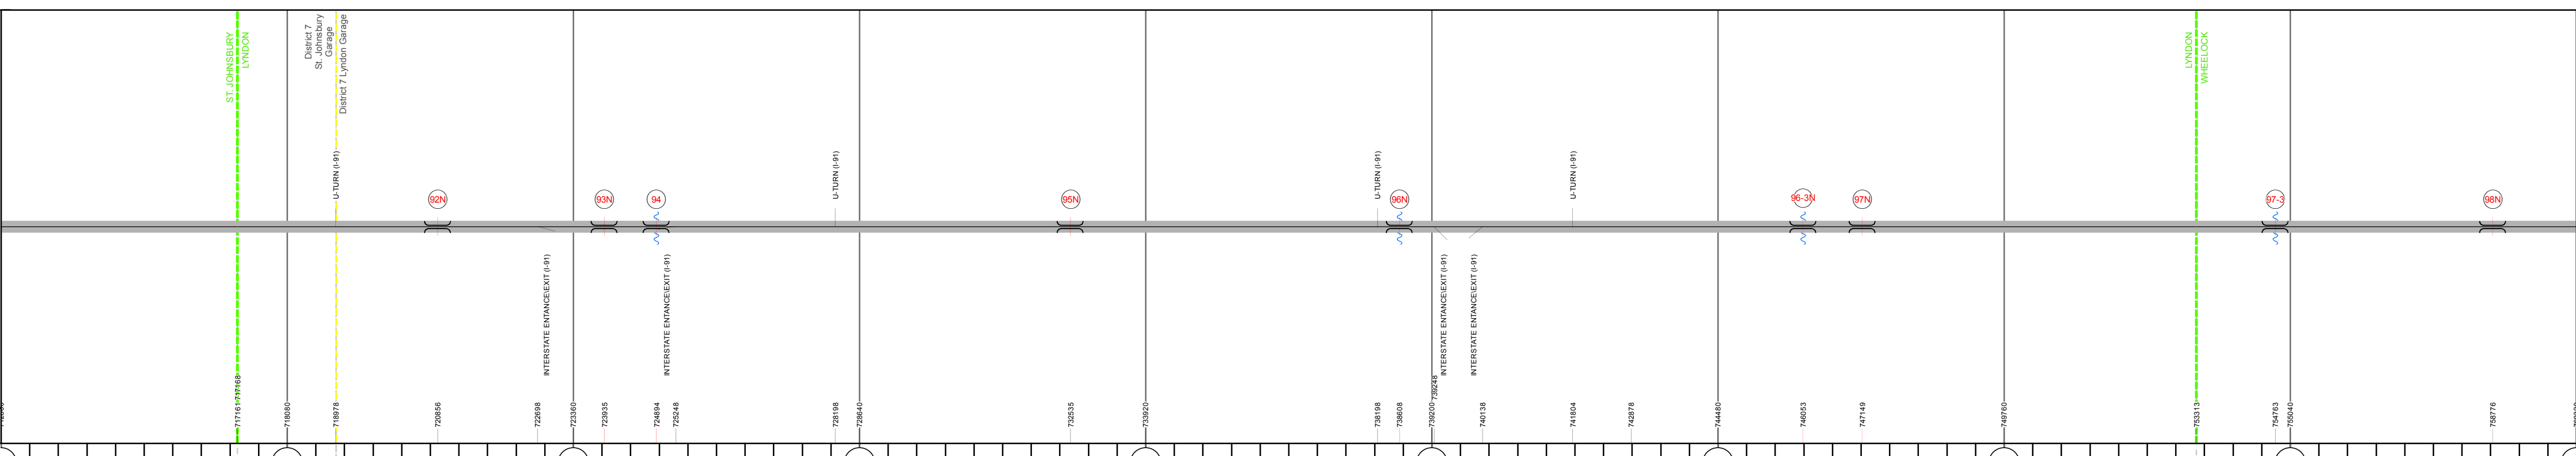 ST. JOHNSBURY
LYNDON
District 7
St. Johnsbury
Garage
District 7 Lyndon Garage
LYNDON
WHEELOCK
U-TURN (I-91)
U-TURN (I-91)
U-TURN (I-91)
U-TURN (I-91)
92N
93N
94
95N
96N
96-3N
97N
97-3
98N
INTERSTATE ENTANCE\EXIT (I-91)
INTERSTATE ENTANCE\EXIT (I-91)
INTERSTATE ENTANCE\EXIT (I-91)
INTERSTATE ENTANCE\EXIT (I-91)
717161
717168
718080
718978
720856
722698
723360
723935
724894
725248
728198
728640
732535
733920
738198
738608
739200
739248
740138
741804
742878
744480
746053
747149
749760
753313
754763
755040
758776